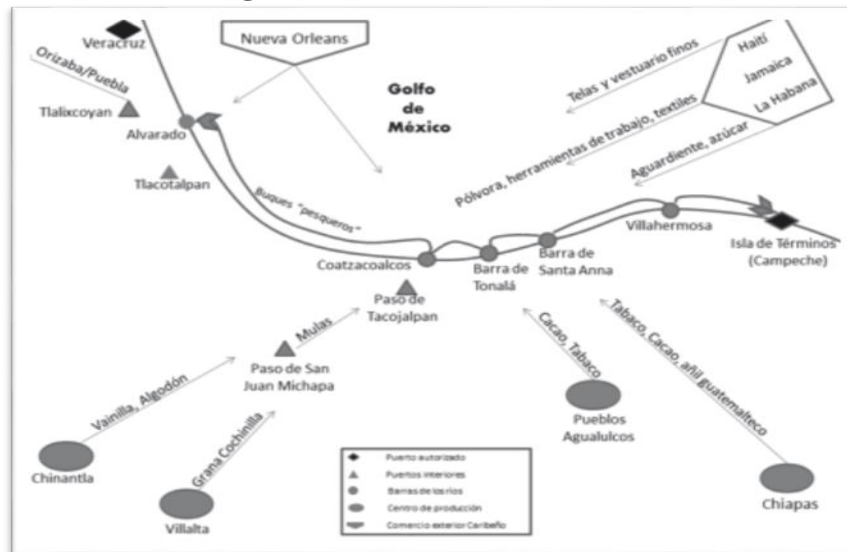 Veracruz
Nueva Orleans
Orizaba/Puebla
Golfo
de
México
Telas y vestuario finos
Haití
Jamaica
La Habana
Tlalixcoyan
Alvarado
Pólvora, herramientas de trabajo, textiles
Aguardiente, azúcar
Tlacotalpan
Buques "pesqueros"
Villahermosa
Isla de Términos
(Campeche)
Coatzacoalcos
Barra de
Tonalá
Barra de
Santa Anna
Paso de
Tacojalpan
Mulas
Cacao, Tabaco
Tabaco, Cacao, añil guatemalteco
Paso de San
Juan Michapa
Vainilla, Algodón
Grana Cochinilla
Pueblos
Agualulcos
Chinantla
Villalta
Chiapas
Puerto autorizado
Puertos interiores
Barras de los ríos
Centro de producción
Comercio exterior Caribeño